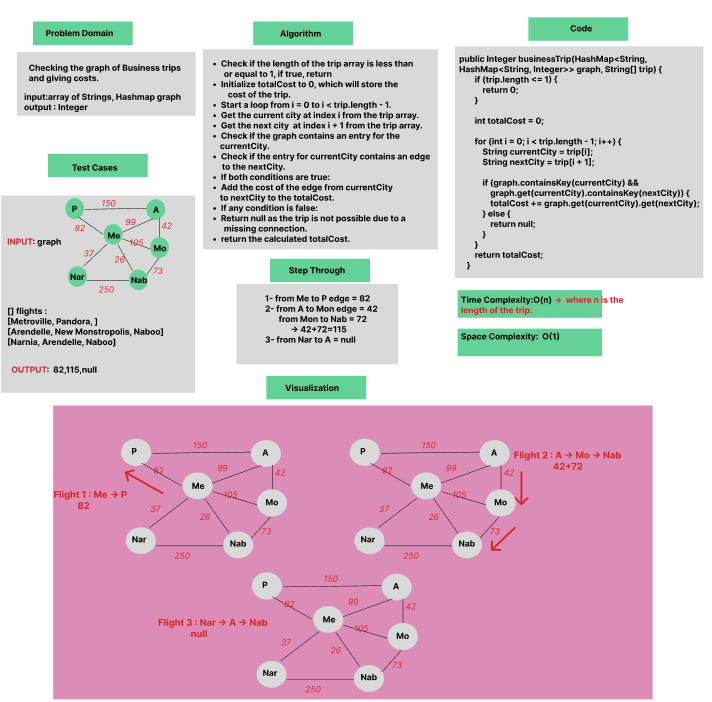 Problem Domain
Checking the graph of Business trips
and giving costs.
input:array of Strings, Hashmap graph
output : Integer
Test Cases
150
P
A
82
99
42
Me
105
Mo
INPUT: graph
37
26
73
Nar
Nab
250
[] flights :
[Metroville, Pandora, ]
[Arendelle, New Monstropolis, Naboo]
[Narnia, Arendelle, Naboo]
OUTPUT: 82,115,null
Algorithm
• Check if the length of the trip array is less than
or equal to 1, if true, return
• Initialize totalCost to 0, which will store the
cost of the trip.
• Start a loop from i = 0 to i < trip.length - 1.
• Get the current city at index i from the trip array.
• Get the next city at index i + 1 from the trip array.
• Check if the graph contains an entry for the
currentCity.
• Check if the entry for currentCity contains an edge
to the nextCity.
• If both conditions are true:
• Add the cost of the edge from currentCity
to nextCity to the totalCost.
• If any condition is false:
• Return null as the trip is not possible due to a
missing connection.
• return the calculated totalCost.
Step Through
1- from Me to P edge = 82
2- from A to Mon edge = 42
from Mon to Nab = 72
→ 42+72=115
3- from Nar to A = null
Code
public Integer businessTrip(HashMap<String,
HashMap<String, Integer>> graph, String[] trip) {
if (trip.length <= 1) {
return 0;
}
int totalCost = 0;
for (int i = 0; i < trip.length - 1; i++) {
String currentCity = trip[i];
String nextCity = trip[i + 1];
if (graph.containsKey(currentCity) &&
graph.get(currentCity).containsKey(nextCity)) {
totalCost += graph.get(currentCity).get(nextCity);
} else {
return null;
}
}
return totalCost;
}
Time Complexity:O(n) → where n is the
length of the trip.
Space Complexity: O(1)
Visualization
150
P
A
82
99
42
Me
105
Mo
Flight 1 : Me → P
82
37
26
73
Nar
Nab
250
150
P
A
Flight 2 : A → Mo → Nab
42+72
82
99
42
Me
105
Mo
37
26
73
Nar
Nab
250
150
P
A
82
99
42
Me
105
Mo
Flight 3 : Nar → A → Nab
null
37
26
73
Nar
Nab
250